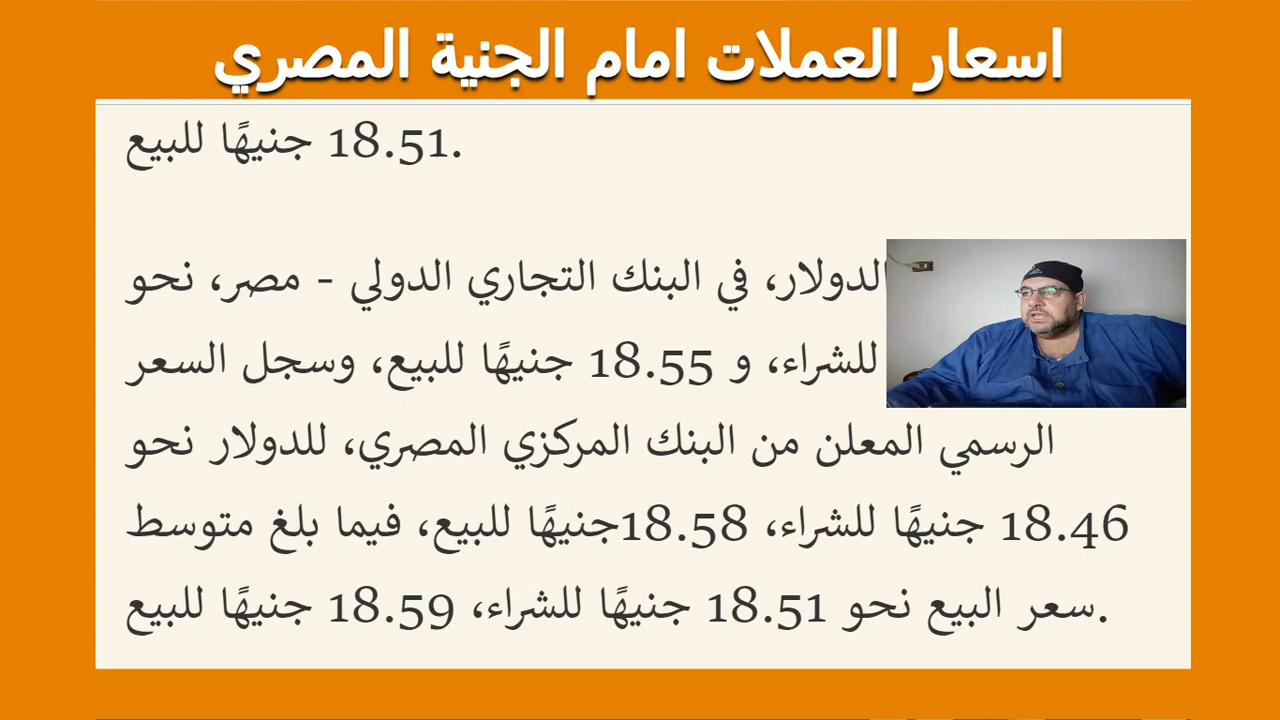 اسعار العملات امام الجنية المصري
18.51 جنيهًا للبيع.
الدولار، في البنك التجاري الدولي - مصر، نحو
للشراء، و 18.55 جنيهًا للبيع، وسجل السعر
الرسمي المعلن من البنك المركزي المصري، للدولار نحو
18.46 جنيهًا للشراء، 18.58جنيهًا للبيع، فيما بلغ متوسط
سعر البيع نحو 18.51 جنيهًا للشراء، 18.59 جنيهًا للبيع.